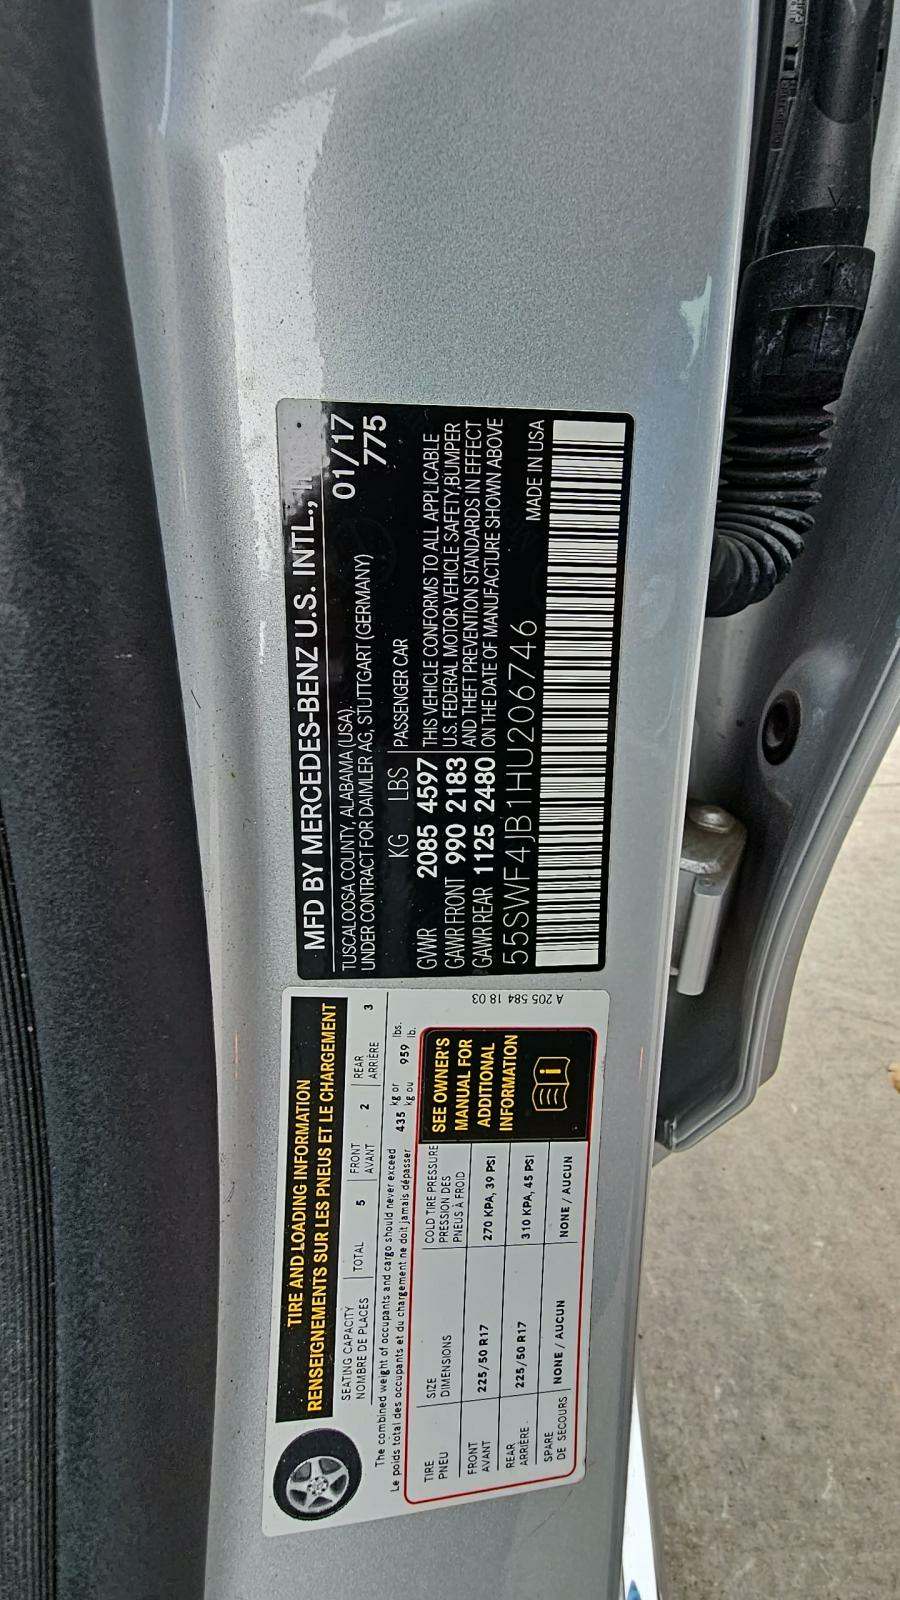 MFD BY MERCEDES-BENZ U.S. INTL., INC.
TUSCALOOSA COUNTY, ALABAMA (USA),
01/17
UNDER CONTRACT FOR DAIMLER AG, STUTTGART (GERMANY)
775
KG LBS PASSENGER CAR
GVWR 2085 4597
GAWR FRONT 990 2183
GAWR REAR 1125 2480
THIS VEHICLE CONFORMS TO ALL APPLICABLE
U.S. FEDERAL MOTOR VEHICLE SAFETY,BUMPER
AND THEFT PREVENTION STANDARDS IN EFFECT
ON THE DATE OF MANUFACTURE SHOWN ABOVE
55SWF4JB1HU206746
MADE IN USA
TIRE AND LOADING INFORMATION
RENSEIGNEMENTS SUR LES PNEUS ET LE CHARGEMENT
SEATING CAPACITY
NOMBRE DE PLACES
TOTAL 5
FRONT
AVANT 2
REAR
ARRIÈRE 3
The combined weight of occupants and cargo should never exceed 435 kg or 959 lbs.
Le poids total des occupants et du chargement ne doit jamais dépasser kg ou lb.
TIRE
PNEU
SIZE
DIMENSIONS
COLD TIRE PRESSURE
PRESSION DES
PNEUS À FROID
FRONT
AVANT
225/50 R17
270 KPA, 39 PSI
REAR
ARRIÈRE
225/50 R17
310 KPA, 45 PSI
SPARE
DE SECOURS
NONE / AUCUN
NONE / AUCUN
SEE OWNER'S
MANUAL FOR
ADDITIONAL
INFORMATION
A 205 584 18 03